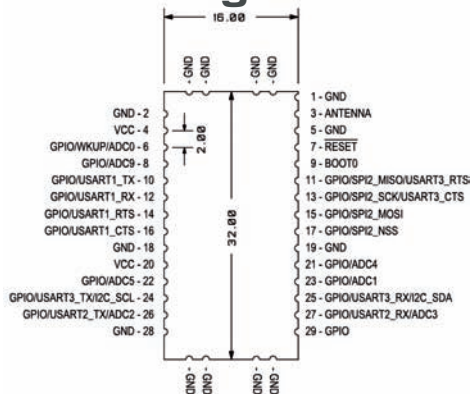 g
16.00
- GND
- GND
- GND
- GND
1 - GND
GND - 2
3 - ANTENNA
VCC - 4
5 - GND
GPIO/WKUP/ADC0 - 6
7 - RESET
GPIO/ADC9 - 8
9 - BOOT0
GPIO/USART1_TX - 10
11 - GPIO/SPI2_MISO/USART3_RTS
GPIO/USART1_RX - 12
13 - GPIO/SPI2_SCK/USART3_CTS
GPIO/USART1_RTS - 14
15 - GPIO/SPI2_MOSI
GPIO/USART1_CTS - 16
17 - GPIO/SPI2_NSS
GND - 18
19 - GND
VCC - 20
21 - GPIO/ADC4
GPIO/ADC5 - 22
23 - GPIO/ADC1
GPIO/USART3_TX/I2C_SCL - 24
25 - GPIO/USART3_RX/I2C_SDA
GPIO/USART2_TX/ADC2 - 26
27 - GPIO/USART2_RX/ADC3
GND - 28
29 - GPIO
2.00
32.00
- GND
- GND
- GND
- GND